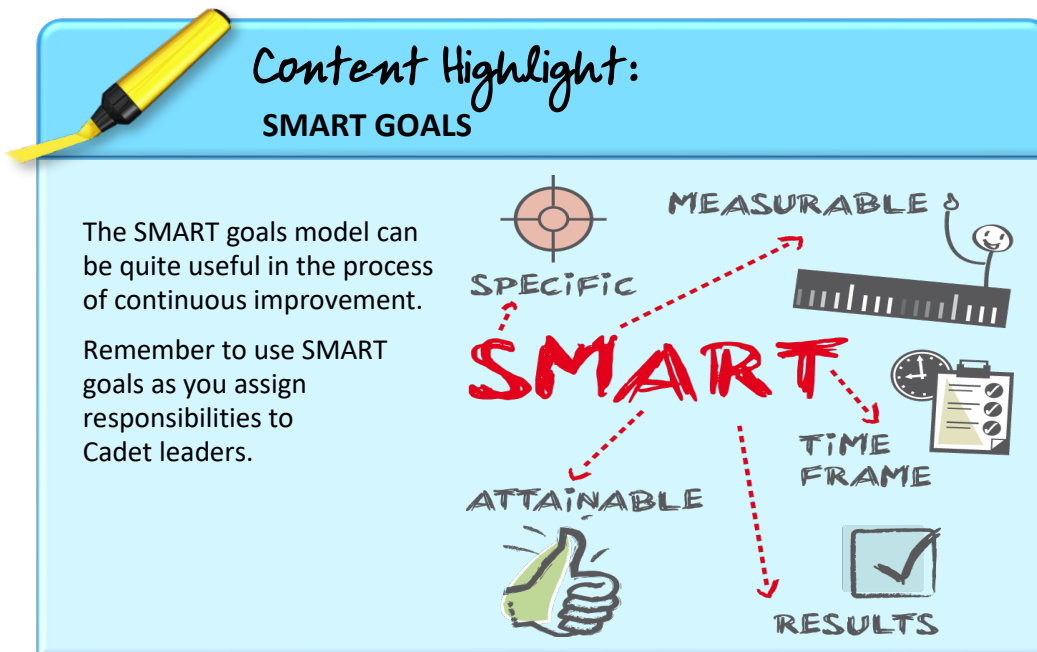 Content Highlight:
SMART GOALS
The SMART goals model can
be quite useful in the process
of continuous improvement.
Remember to use SMART
goals as you assign
responsibilities to
Cadet leaders.
MEASURABLE
SPECiFiC
SMART
TiME
FRAME
ATTAiNABLE
RESULTS